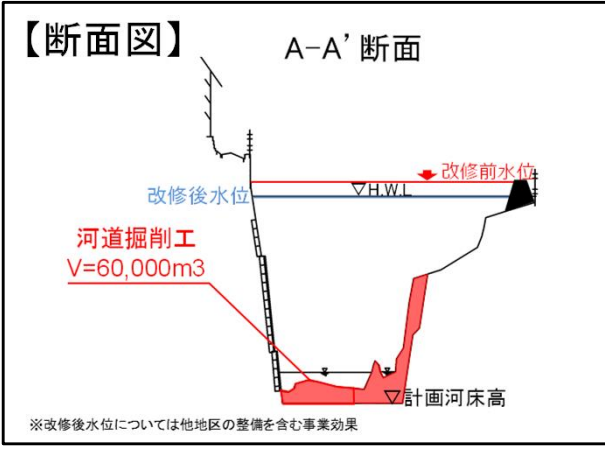 【断面図】
A-A’断面
改修前水位
▽H.W.L
改修後水位
河道掘削工
V=60,000m3
▽計画河床高
※改修後水位については他地区の整備を含む事業効果